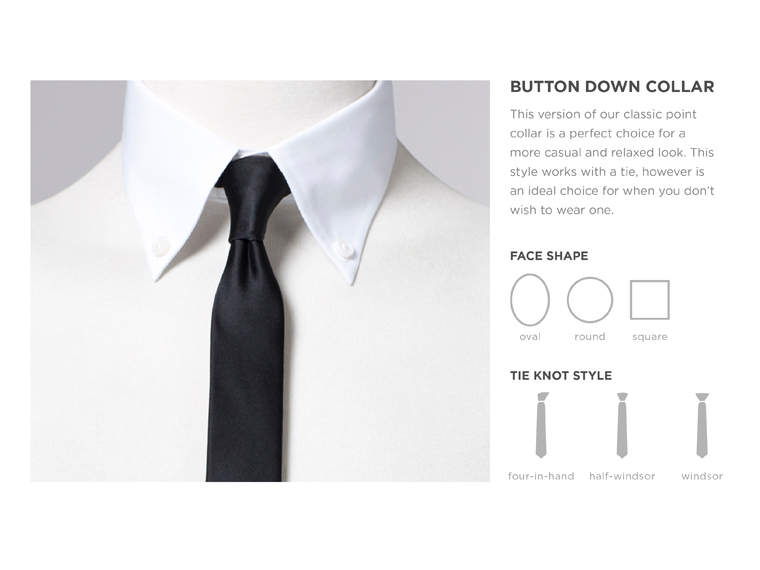 BUTTON DOWN COLLAR
This version of our classic point
collar is a perfect choice for a
more casual and relaxed look. This
style works with a tie, however is
an ideal choice for when you don't
wish to wear one.
FACE SHAPE
oval round square
TIE KNOT STYLE
four-in-hand half-windsor windsor